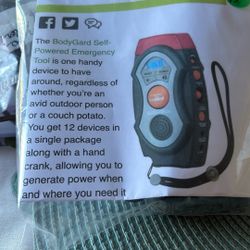 The BodyGard Self-
Powered Emergency
Tool is one handy
device to have
around, regardless of
whether you're an
avid outdoor person
or a couch potato.
You get 12 devices in
a single package
along with a hand
crank, allowing you to
generate power when
and where you need it